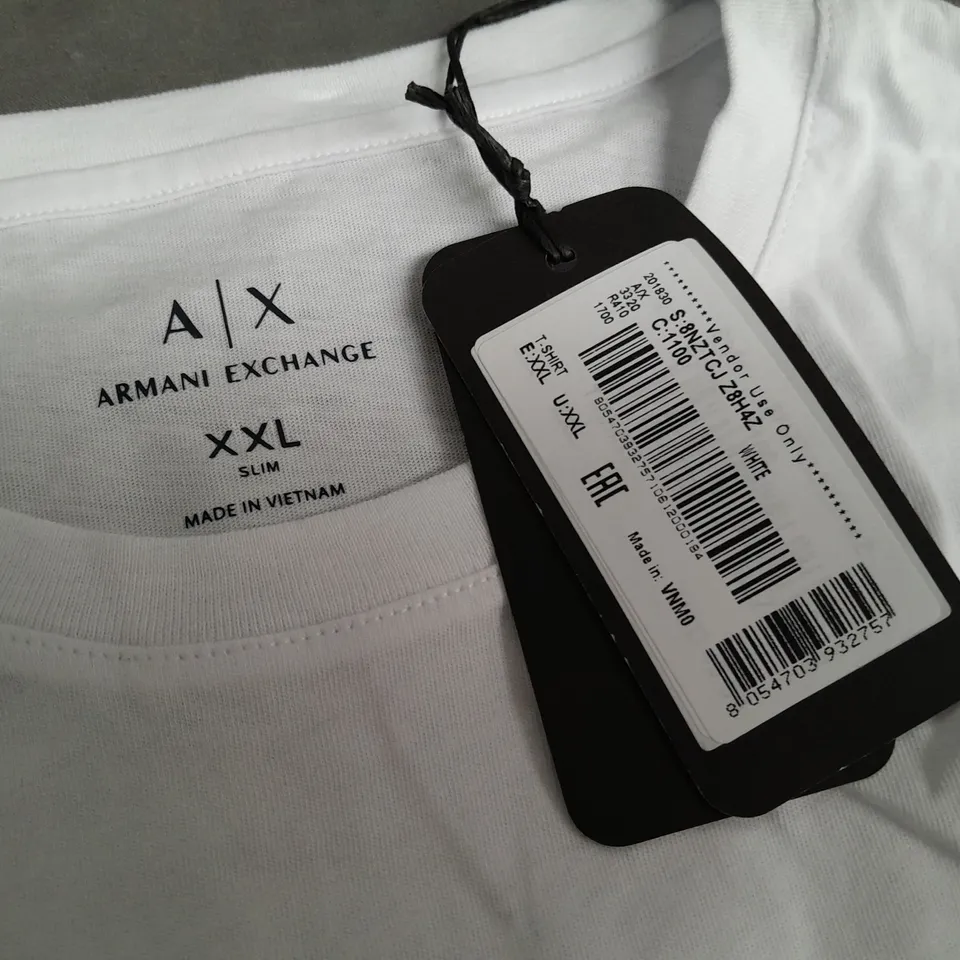 A|X
ARMANI EXCHANGE
XXL
SLIM
MADE IN VIETNAM
**********Vendor Use Only**********
201830 S:8NZTCJ Z8H4Z WHITE
A/X C:1100
3320
R410
1700
805470393275710612000184
T-SHIRT
E:XXL U:XXL
EAC
Made in: VNM0
8 054703 932757